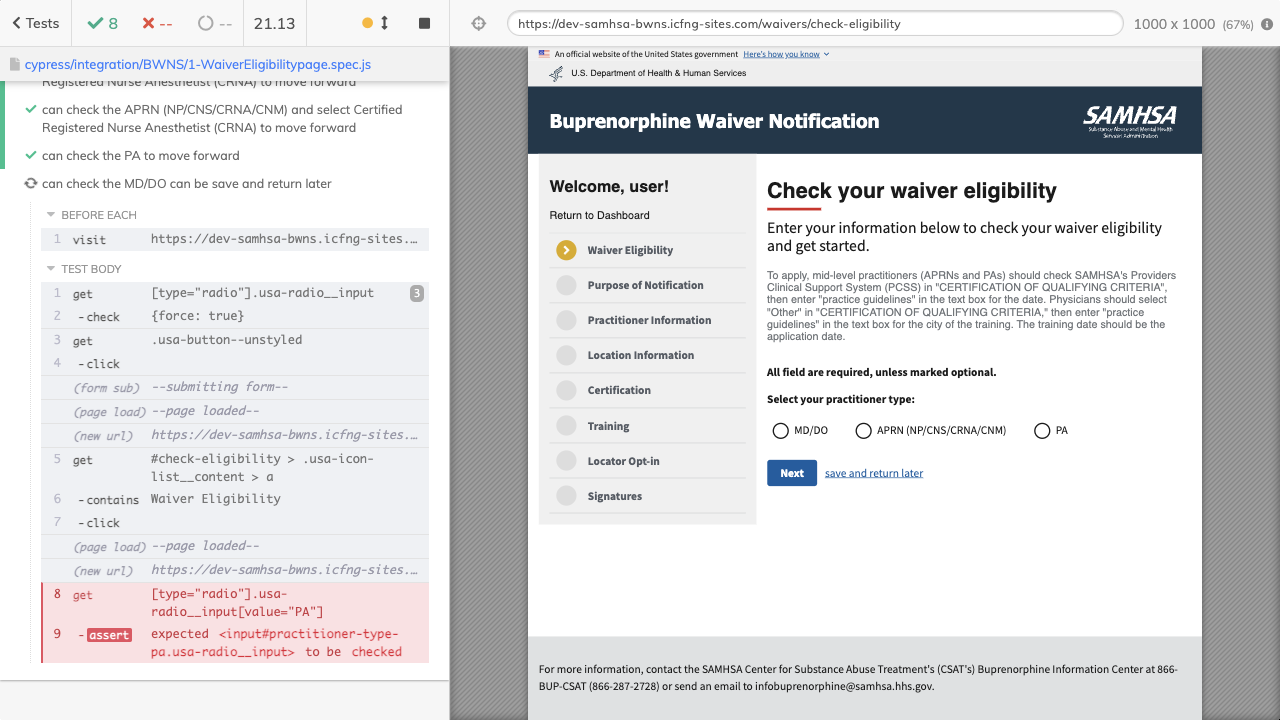 Tests
8
--
--
21.13
https://dev-samhsa-bwns.icfng-sites.com/waivers/check-eligibility
1000 x 1000 (67%)
cypress/integration/BWNS/1-WaiverEligibilitypage.spec.js
Registered Nurse Anesthetist (CRNA) to move forward
can check the APRN (NP/CNS/CRNA/CNM) and select Certified
Registered Nurse Anesthetist (CRNA) to move forward
can check the PA to move forward
can check the MD/DO can be save and return later
BEFORE EACH
1 visit https://dev-samhsa-bwns.icfng-sites.…
TEST BODY
1 get [type="radio"].usa-radio__input 3
2 -check {force: true}
3 get .usa-button--unstyled
4 -click
(form sub) --submitting form--
(page load) --page loaded--
(new url) https://dev-samhsa-bwns.icfng-sites.…
5 get #check-eligibility > .usa-icon-
list__content > a
6 -contains Waiver Eligibility
7 -click
(page load) --page loaded--
(new url) https://dev-samhsa-bwns.icfng-sites.…
8 get [type="radio"].usa-
radio__input[value="PA"]
9 -assert expected <input#practitioner-type-
pa.usa-radio__input> to be checked
An official website of the United States government Here's how you know
U.S. Department of Health & Human Services
Buprenorphine Waiver Notification
SAMHSA
Substance Abuse and Mental Health
Services Administration
Welcome, user!
Return to Dashboard
Waiver Eligibility
Purpose of Notification
Practitioner Information
Location Information
Certification
Training
Locator Opt-in
Signatures
Check your waiver eligibility
Enter your information below to check your waiver eligibility
and get started.
To apply, mid-level practitioners (APRNs and PAs) should check SAMHSA's Providers
Clinical Support System (PCSS) in "CERTIFICATION OF QUALIFYING CRITERIA",
then enter "practice guidelines" in the text box for the date. Physicians should select
"Other" in "CERTIFICATION OF QUALIFYING CRITERIA," then enter "practice
guidelines" in the text box for the city of the training. The training date should be the
application date.
All field are required, unless marked optional.
Select your practitioner type:
MD/DO APRN (NP/CNS/CRNA/CNM) PA
Next save and return later
For more information, contact the SAMHSA Center for Substance Abuse Treatment's (CSAT's) Buprenorphine Information Center at 866-
BUP-CSAT (866-287-2728) or send an email to infobuprenorphine@samhsa.hhs.gov.